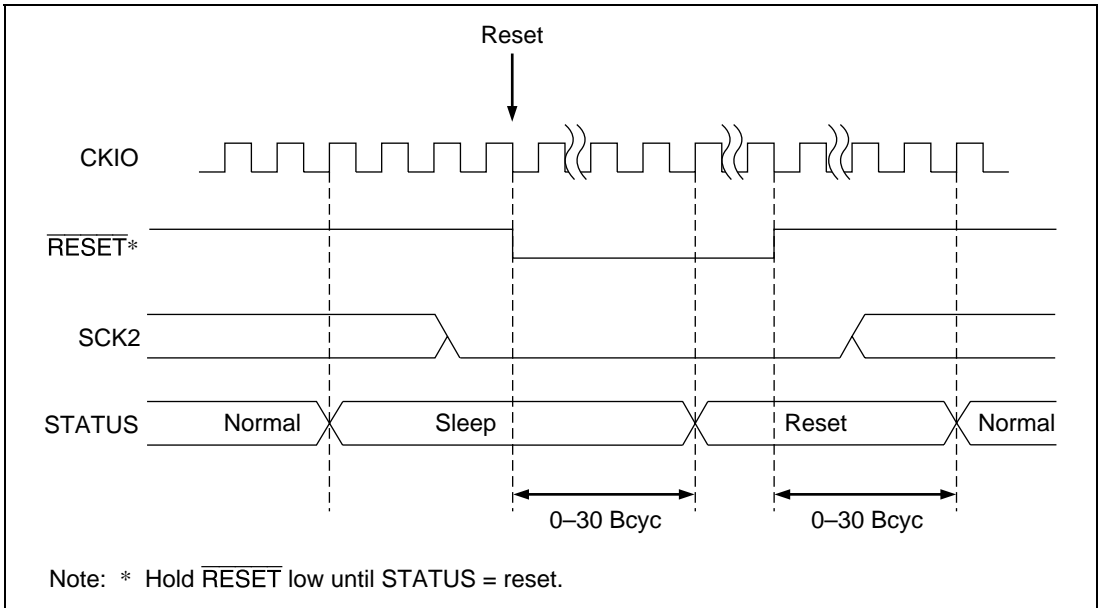 Reset
CKIO
RESET*
SCK2
STATUS Normal Sleep Reset Normal
0–30 Bcyc 0–30 Bcyc
Note: * Hold RESET low until STATUS = reset.